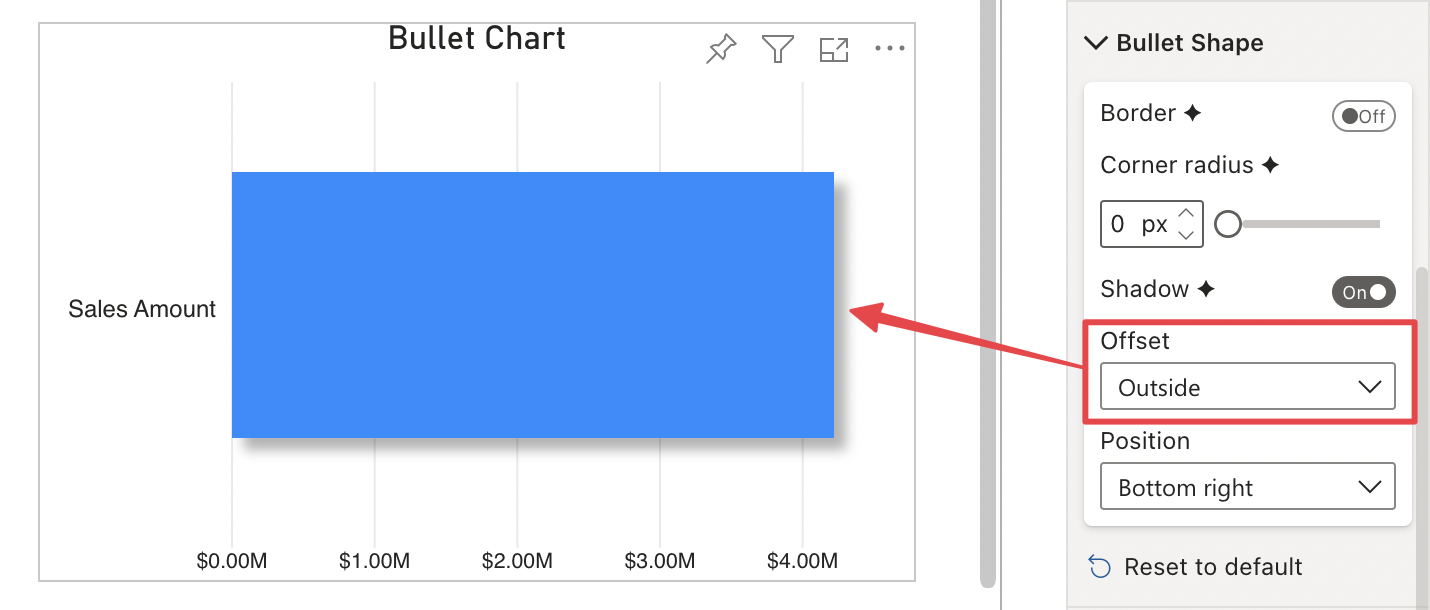 Bullet Chart
Sales Amount
$0.00M $1.00M $2.00M $3.00M $4.00M
Bullet Shape
Border
Off
Corner radius
0 px
Shadow
On
Offset
Outside
Position
Bottom right
Reset to default